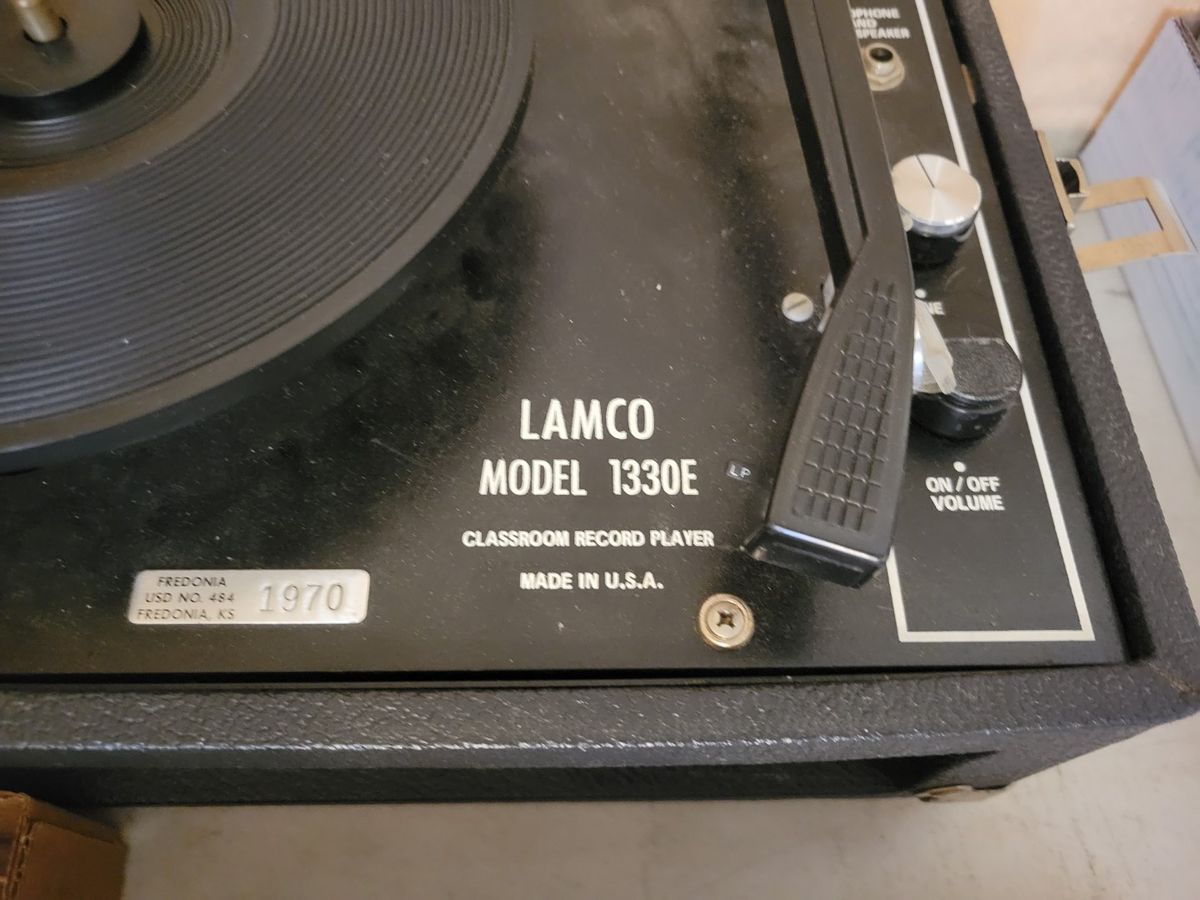 SPEAKER
LAMCO
MODEL 1330E
LP
CLASSROOM RECORD PLAYER
MADE IN U.S.A.
ON / OFF
VOLUME
FREDONIA
USD NO. 484
FREDONIA, KS
1970